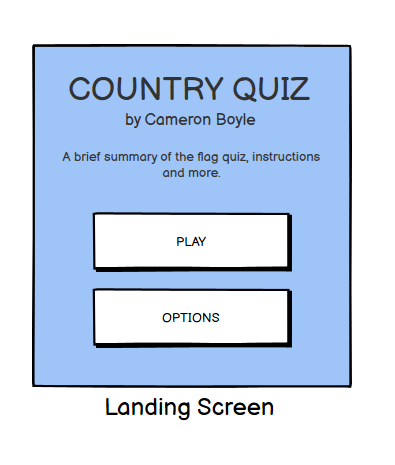 COUNTRY QUIZ
by Cameron Boyle
A brief summary of the flag quiz, instructions
and more.
PLAY
OPTIONS
Landing Screen